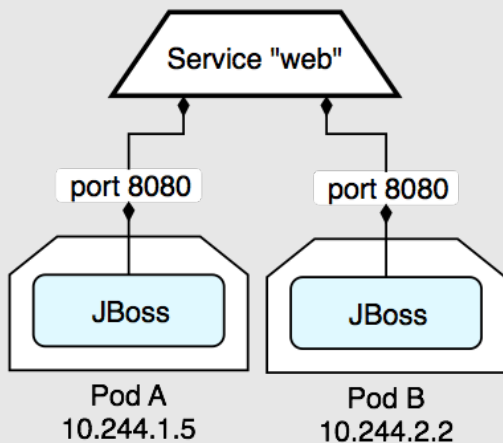 Service "web"
port 8080
port 8080
JBoss
JBoss
Pod A
10.244.1.5
Pod B
10.244.2.2